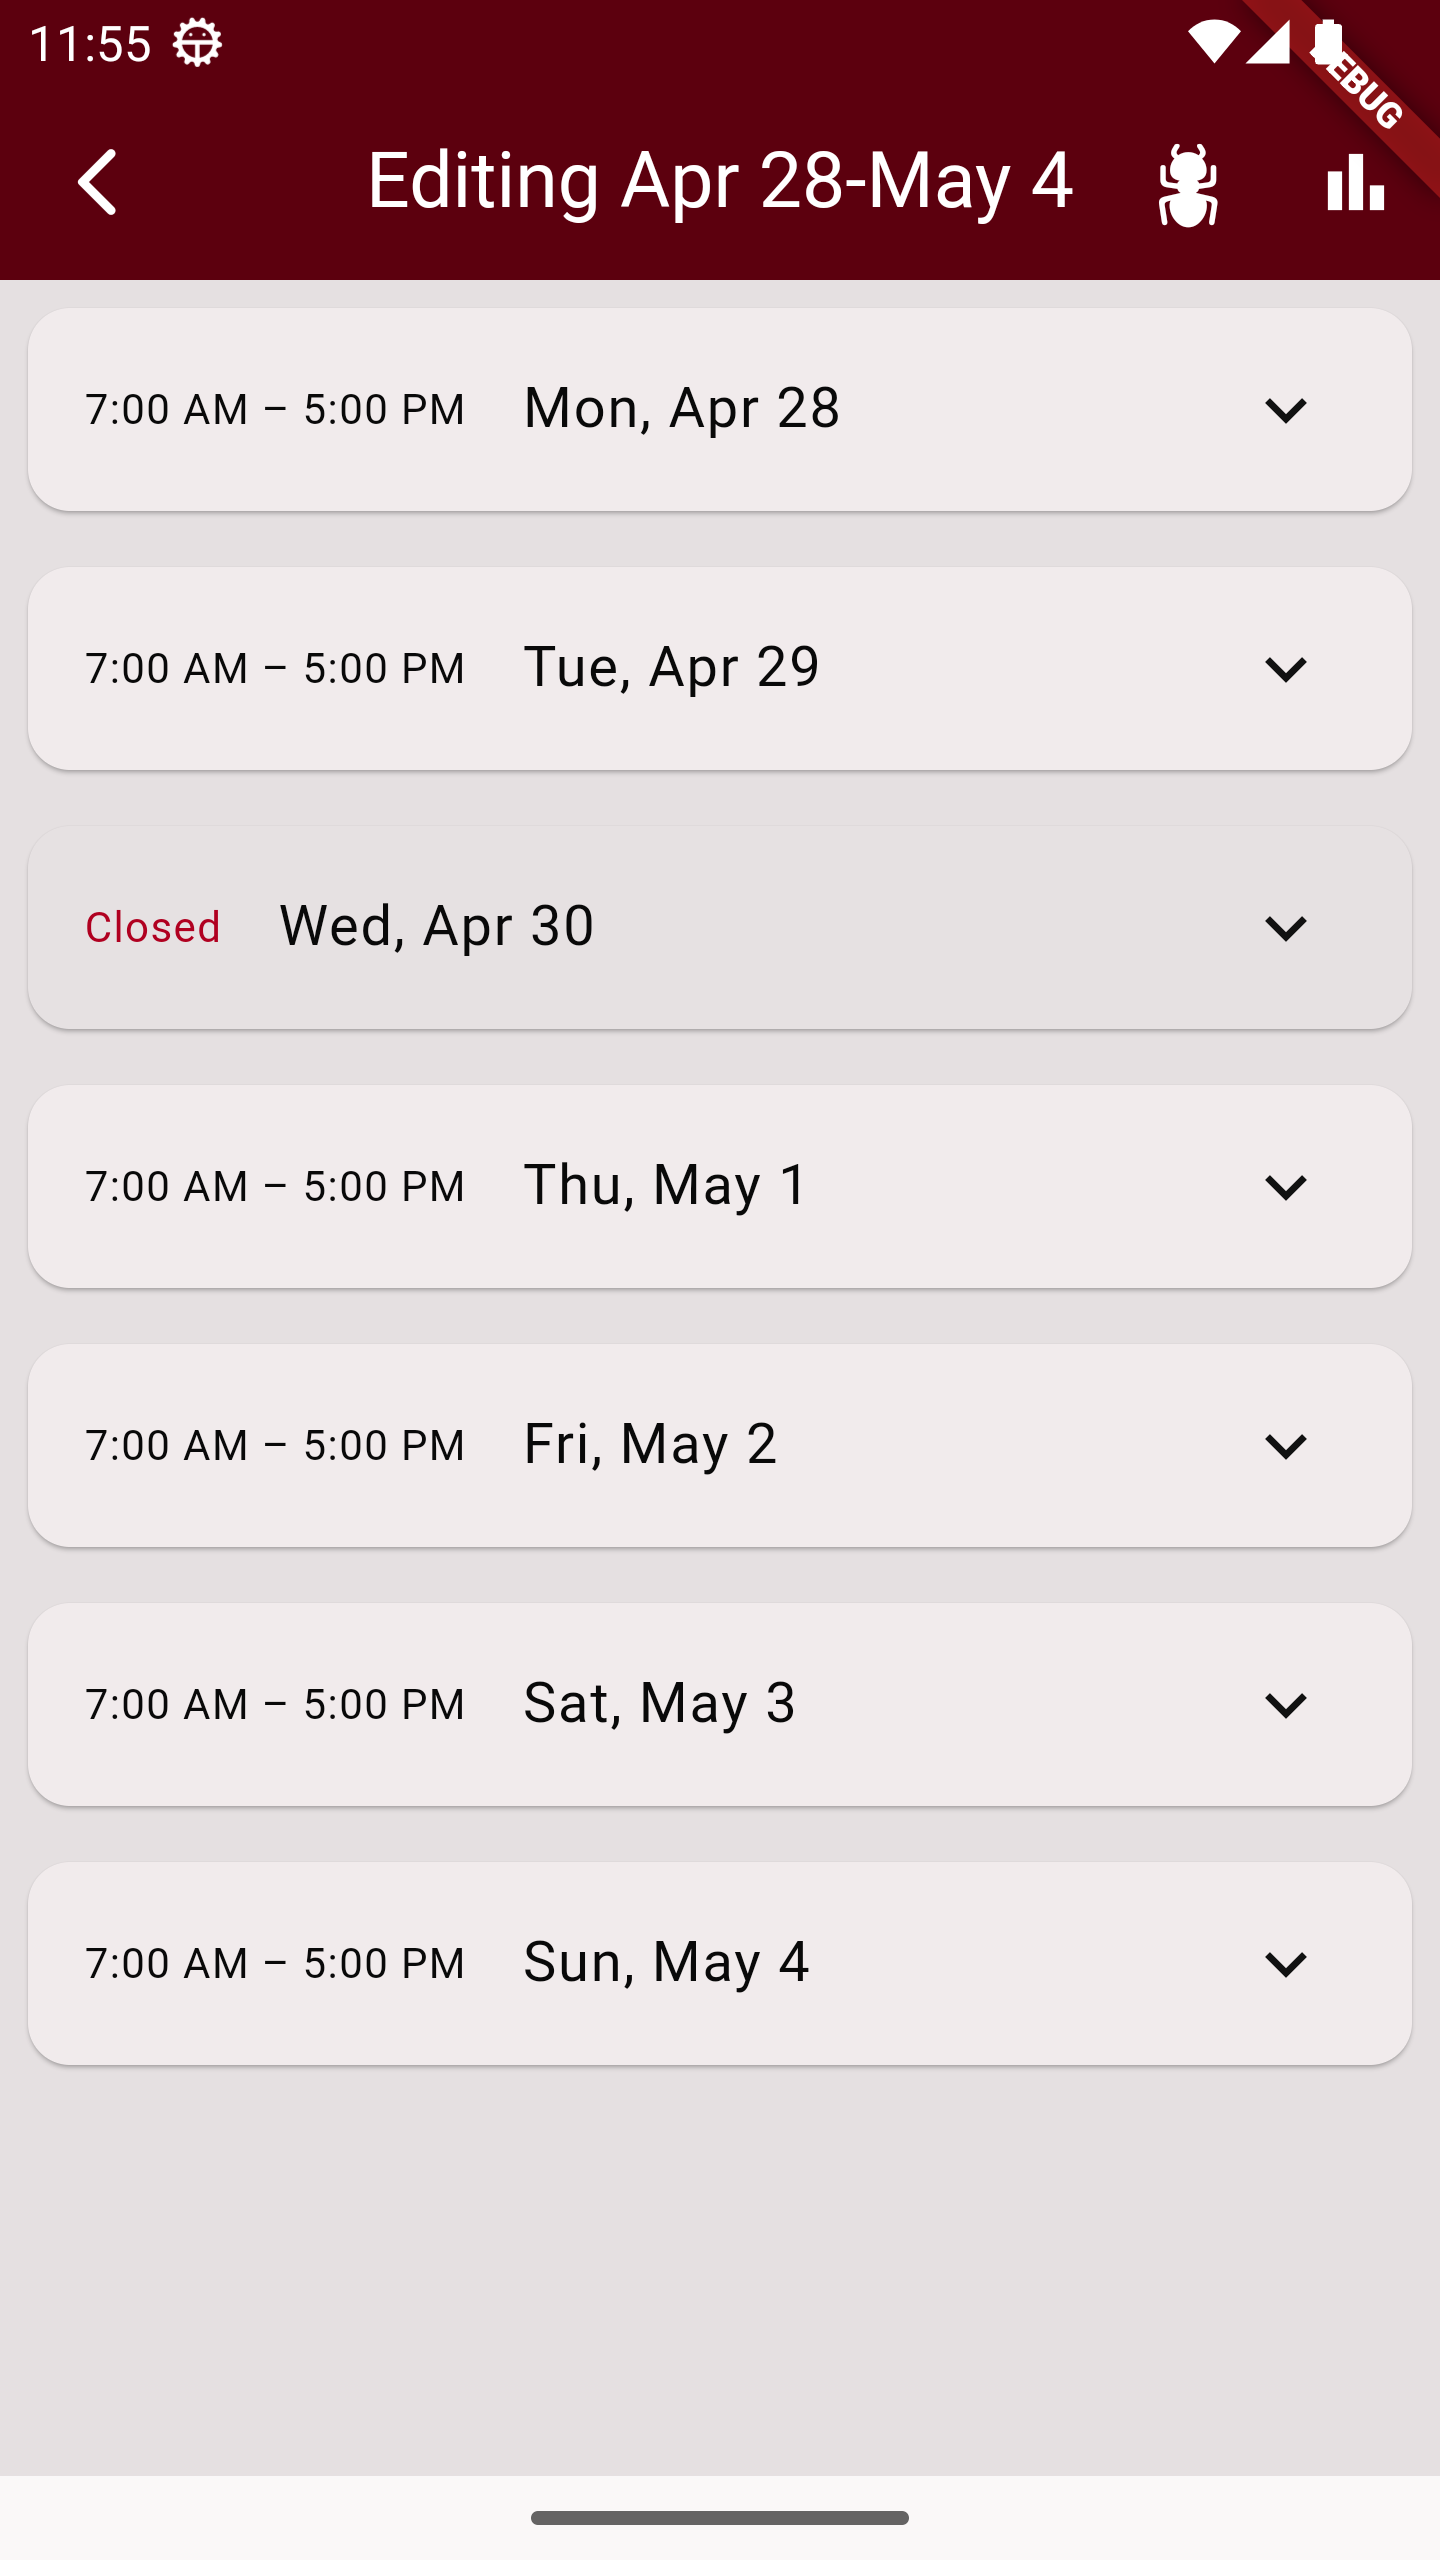 11:55
DEBUG
Editing Apr 28-May 4
7:00 AM – 5:00 PM Mon, Apr 28
7:00 AM – 5:00 PM Tue, Apr 29
Closed Wed, Apr 30
7:00 AM – 5:00 PM Thu, May 1
7:00 AM – 5:00 PM Fri, May 2
7:00 AM – 5:00 PM Sat, May 3
7:00 AM – 5:00 PM Sun, May 4